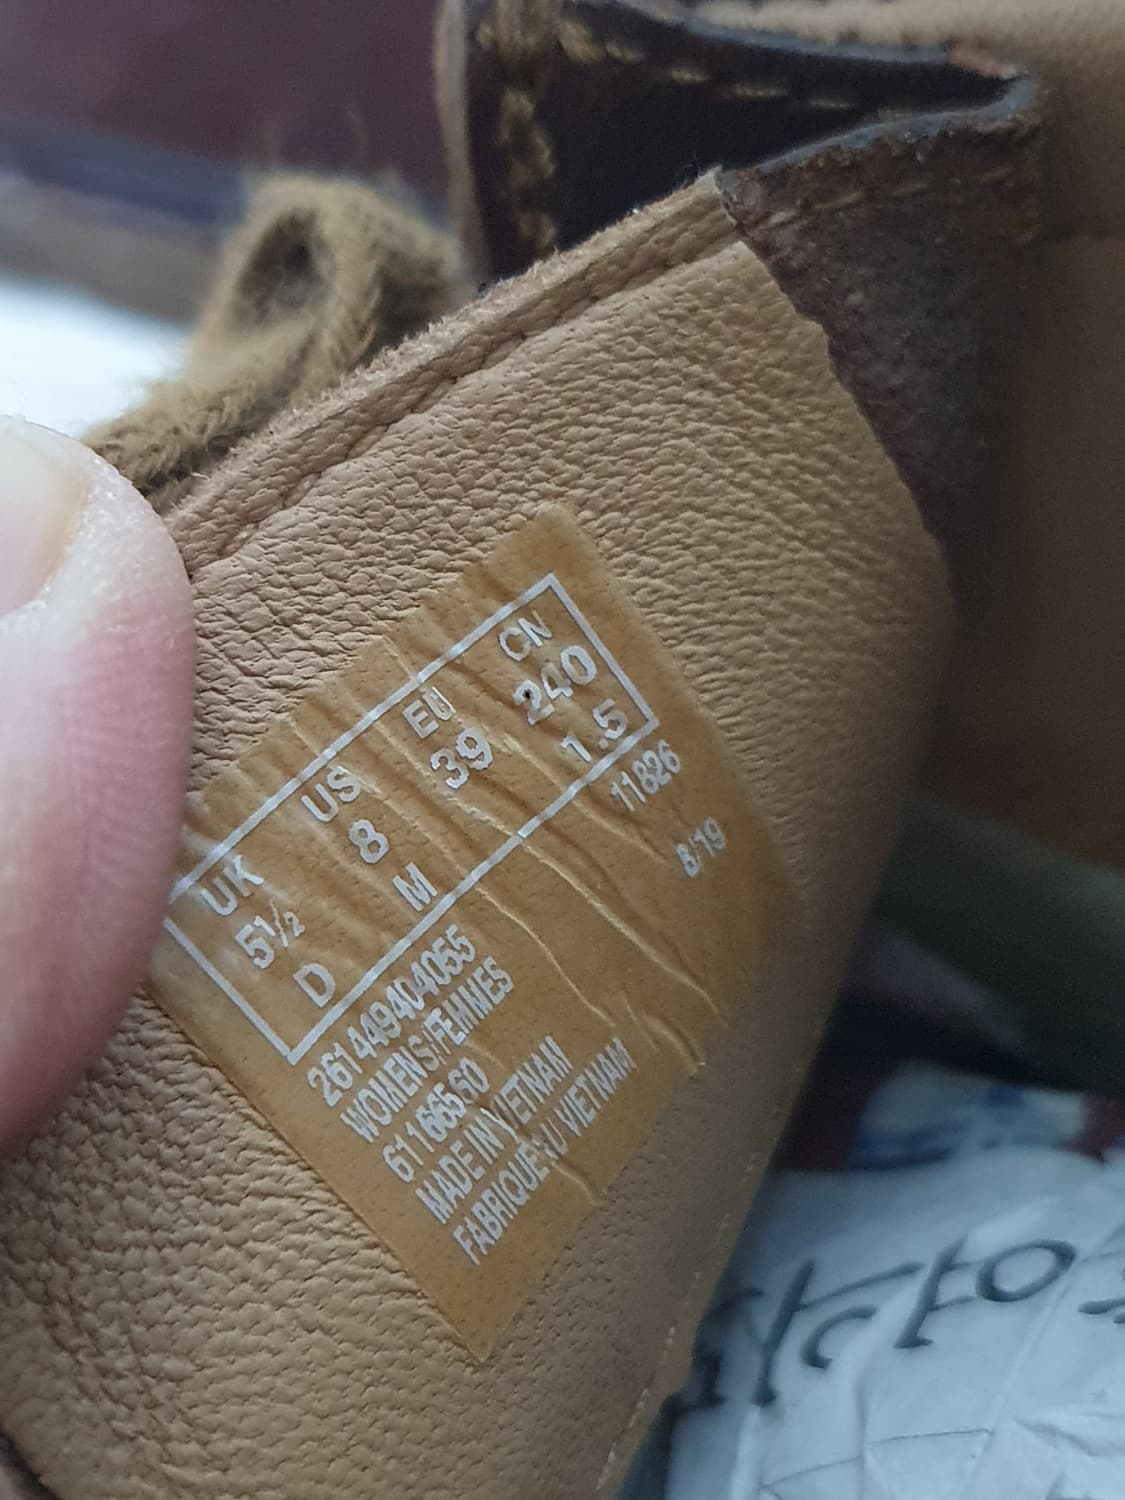 UK US EU CN
5½ 8 39 240
D M 1.5
261449404055 11826
WOMENS/FEMMES
61166560 8/19
MADE IN VIETNAM
FABRIQUE AU VIETNAM